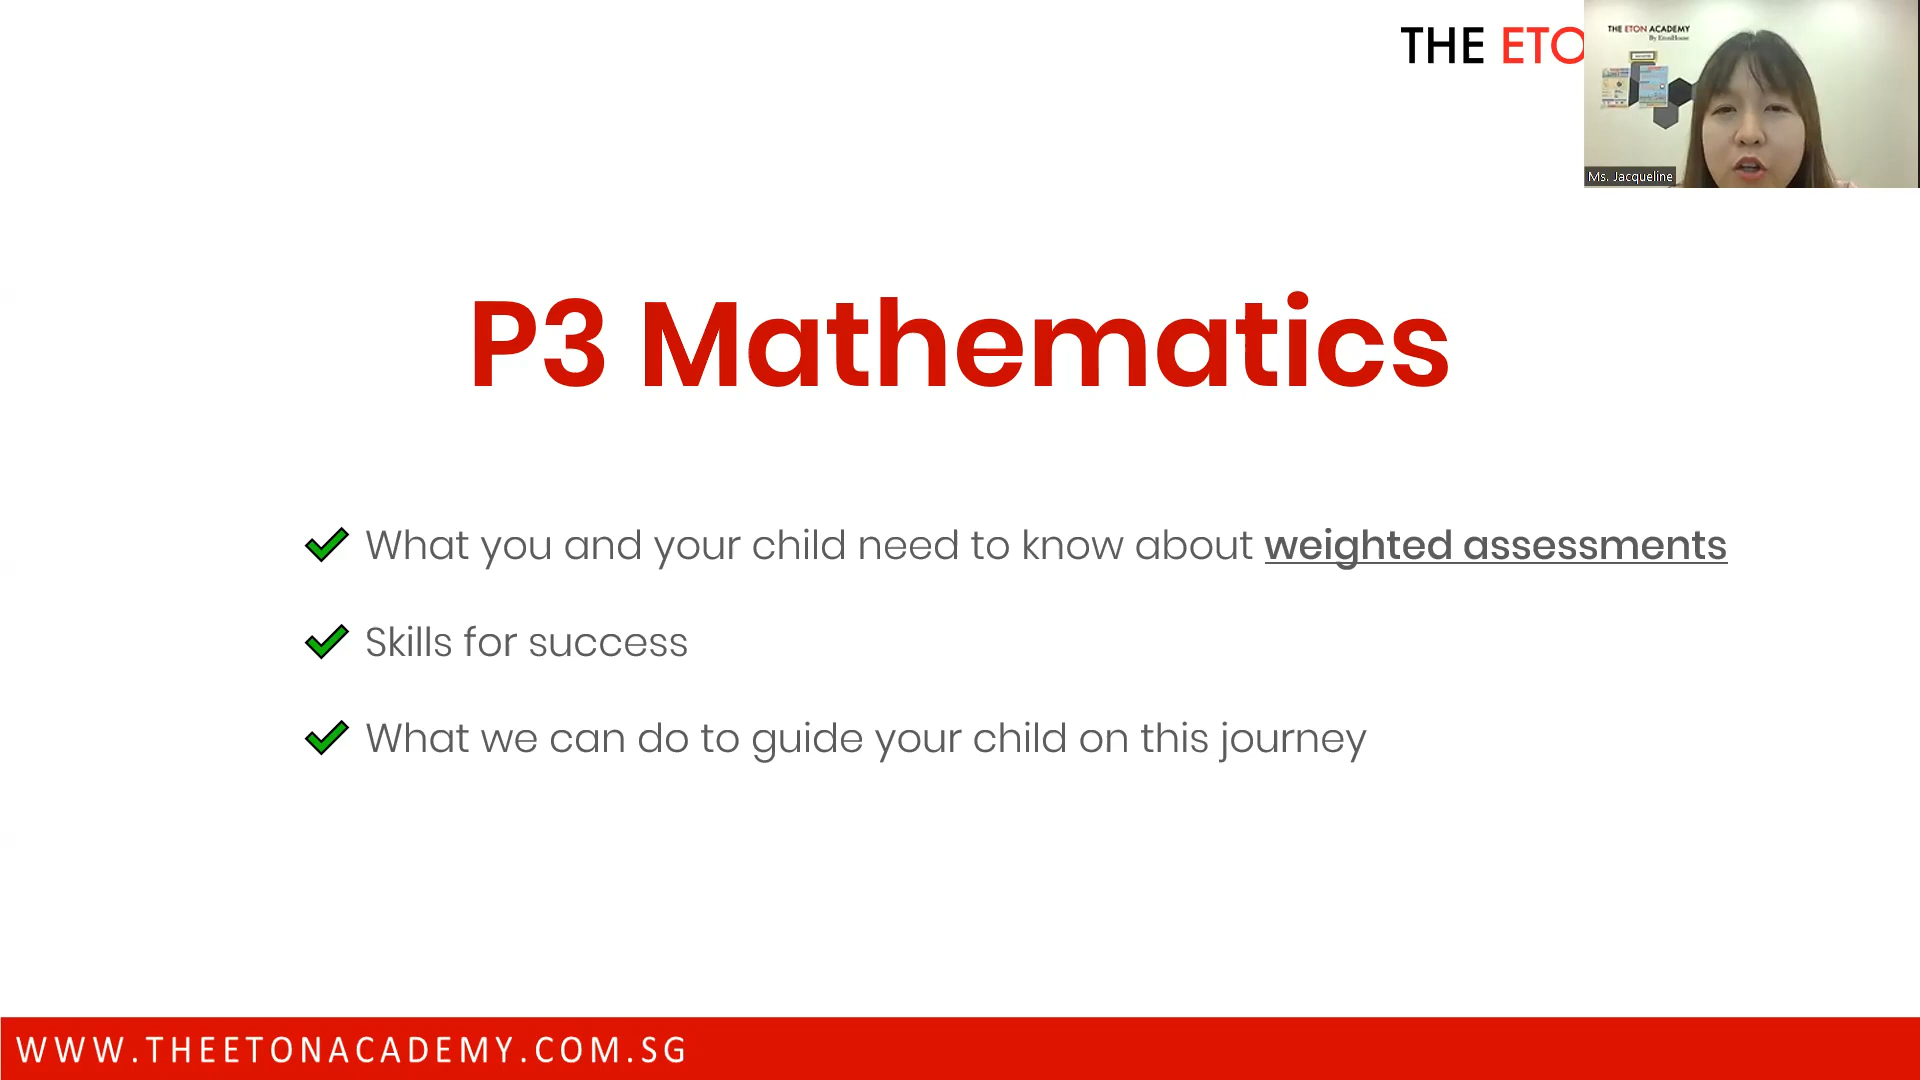 THE ETO
THE ETON ACADEMY
By EtonHouse
Ms. Jacqueline
P3 Mathematics
What you and your child need to know about weighted assessments
Skills for success
What we can do to guide your child on this journey
WWW.THEETONACADEMY.COM.SG